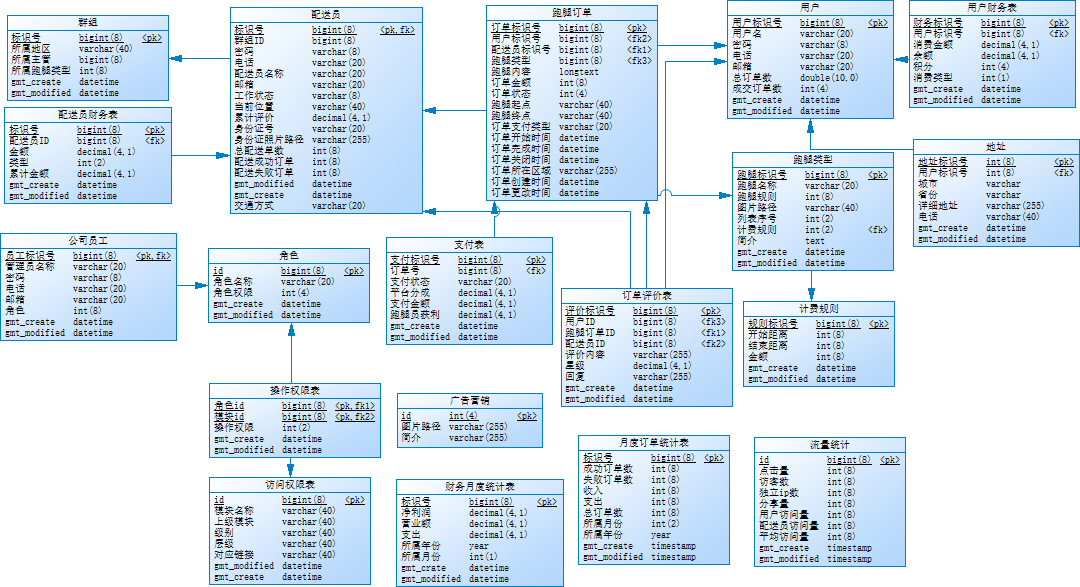 群组
标识号 bigint(8) <pk>
所属地区 varchar(40)
所属主管 bigint(8)
所属跑腿类型 int(8)
gmt_create datetime
gmt_modified datetime
配送员财务表
标识号 bigint(8) <pk>
配送员ID bigint(8) <fk>
金额 decimal(4,1)
类型 int(2)
累计金额 decimal(4,1)
gmt_create datetime
gmt_modified datetime
配送员
标识号 bigint(8) <pk,fk>
群组ID bigint(8)
密码 varchar(8)
电话 varchar(20)
配送员名称 varchar(20)
邮箱 varchar(20)
工作状态 varchar(8)
当前位置 varchar(40)
累计评价 decimal(4,1)
身份证号 varchar(20)
身份证照片路径 varchar(255)
总配送单数 int(8)
配送成功订单 int(8)
配送失败订单 int(8)
gmt_modified datetime
gmt_create datetime
交通方式 varchar(20)
跑腿订单
订单标识号 bigint(8) <pk>
用户标识号 bigint(8) <fk2>
配送员标识号 bigint(8) <fk1>
跑腿类型 bigint(8) <fk3>
跑腿内容 longtext
订单金额 int(8)
订单状态 int(4)
跑腿起点 varchar(40)
跑腿终点 varchar(40)
订单支付类型 varchar(20)
订单开始时间 datetime
订单完成时间 datetime
订单关闭时间 datetime
订单所在区域 varchar(255)
订单创建时间 datetime
订单更改时间 datetime
用户
用户标识号 bigint(8) <pk>
用户名 varchar(20)
密码 varchar(8)
电话 varchar(20)
邮箱 varchar(20)
总订单数 double(10,0)
成交订单数 int(4)
gmt_create datetime
gmt_modified datetime
用户财务表
财务标识号 bigint(8) <pk>
用户标识号 bigint(8) <fk>
消费金额 decimal(4,1)
余额 decimal(4,1)
积分 int(4)
消费类型 int(1)
gmt_create datetime
gmt_modified datetime
地址
地址标识号 int(8) <pk>
用户标识号 bigint(8) <fk>
城市 varchar
省份 varchar
详细地址 varchar(255)
电话 varchar(40)
gmt_create datetime
gmt_modified datetime
跑腿类型
跑腿标识号 bigint(8) <pk>
跑腿名称 varchar(20)
跑腿规则 int(8)
图片路径 varchar(40)
列表序号 int(2)
计费规则 int(2) <fk>
简介 text
gmt_create datetime
gmt_modified datetime
公司员工
员工标识号 bigint(8) <pk,fk>
管理员名称 varchar(20)
密码 varchar(8)
电话 varchar(20)
邮箱 varchar(20)
角色 int(8)
gmt_create datetime
gmt_modified datetime
角色
id bigint(8) <pk>
角色名称 varchar(20)
角色权限 int(4)
gmt_create datetime
gmt_modified datetime
支付表
支付标识号 bigint(8) <pk>
订单号 bigint(8) <fk>
支付状态 varchar(20)
平台分成 decimal(4,1)
支付金额 decimal(4,1)
跑腿员获利 decimal(4,1)
gmt_create datetime
gmt_modified datetime
订单评价表
评价标识号 bigint(8) <pk>
用户ID bigint(8) <fk3>
跑腿订单ID bigint(8) <fk1>
配送员ID bigint(8) <fk2>
评价内容 varchar(255)
星级 decimal(4,1)
回复 varchar(255)
gmt_create datetime
gmt_modified datetime
计费规则
规则标识号 bigint(8) <pk>
开始距离 int(8)
结束距离 int(8)
金额 int(8)
gmt_create datetime
gmt_modified datetime
操作权限表
角色id bigint(8) <pk,fk1>
模块id bigint(8) <pk,fk2>
操作权限 int(2)
gmt_create datetime
gmt_modified datetime
广告营销
id int(4) <pk>
图片路径 varchar(255)
简介 varchar(255)
访问权限表
id bigint(8) <pk>
模块名称 varchar(40)
上级模块 varchar(40)
级别 varchar(40)
层级 varchar(40)
对应链接 varchar(40)
gmt_modified datetime
gmt_create datetime
财务月度统计表
标识号 bigint(8) <pk>
净利润 decimal(4,1)
营业额 decimal(4,1)
支出 decimal(4,1)
所属年份 year
所属月份 int(1)
gmt_create datetime
gmt_modified datetime
月度订单统计表
标识号 bigint(8) <pk>
成功订单数 int(8)
失败订单数 int(8)
收入 int(8)
支出 int(8)
总订单数 int(8)
所属月份 int(2)
所属年份 year
gmt_create timestamp
gmt_modified timestamp
流量统计
id bigint(8) <pk>
点击量 int(8)
访客数 int(8)
独立ip数 int(8)
分享量 int(8)
用户访问量 int(8)
配送员访问量 int(8)
平均访问量 int(8)
gmt_create timestamp
gmt_modified timestamp